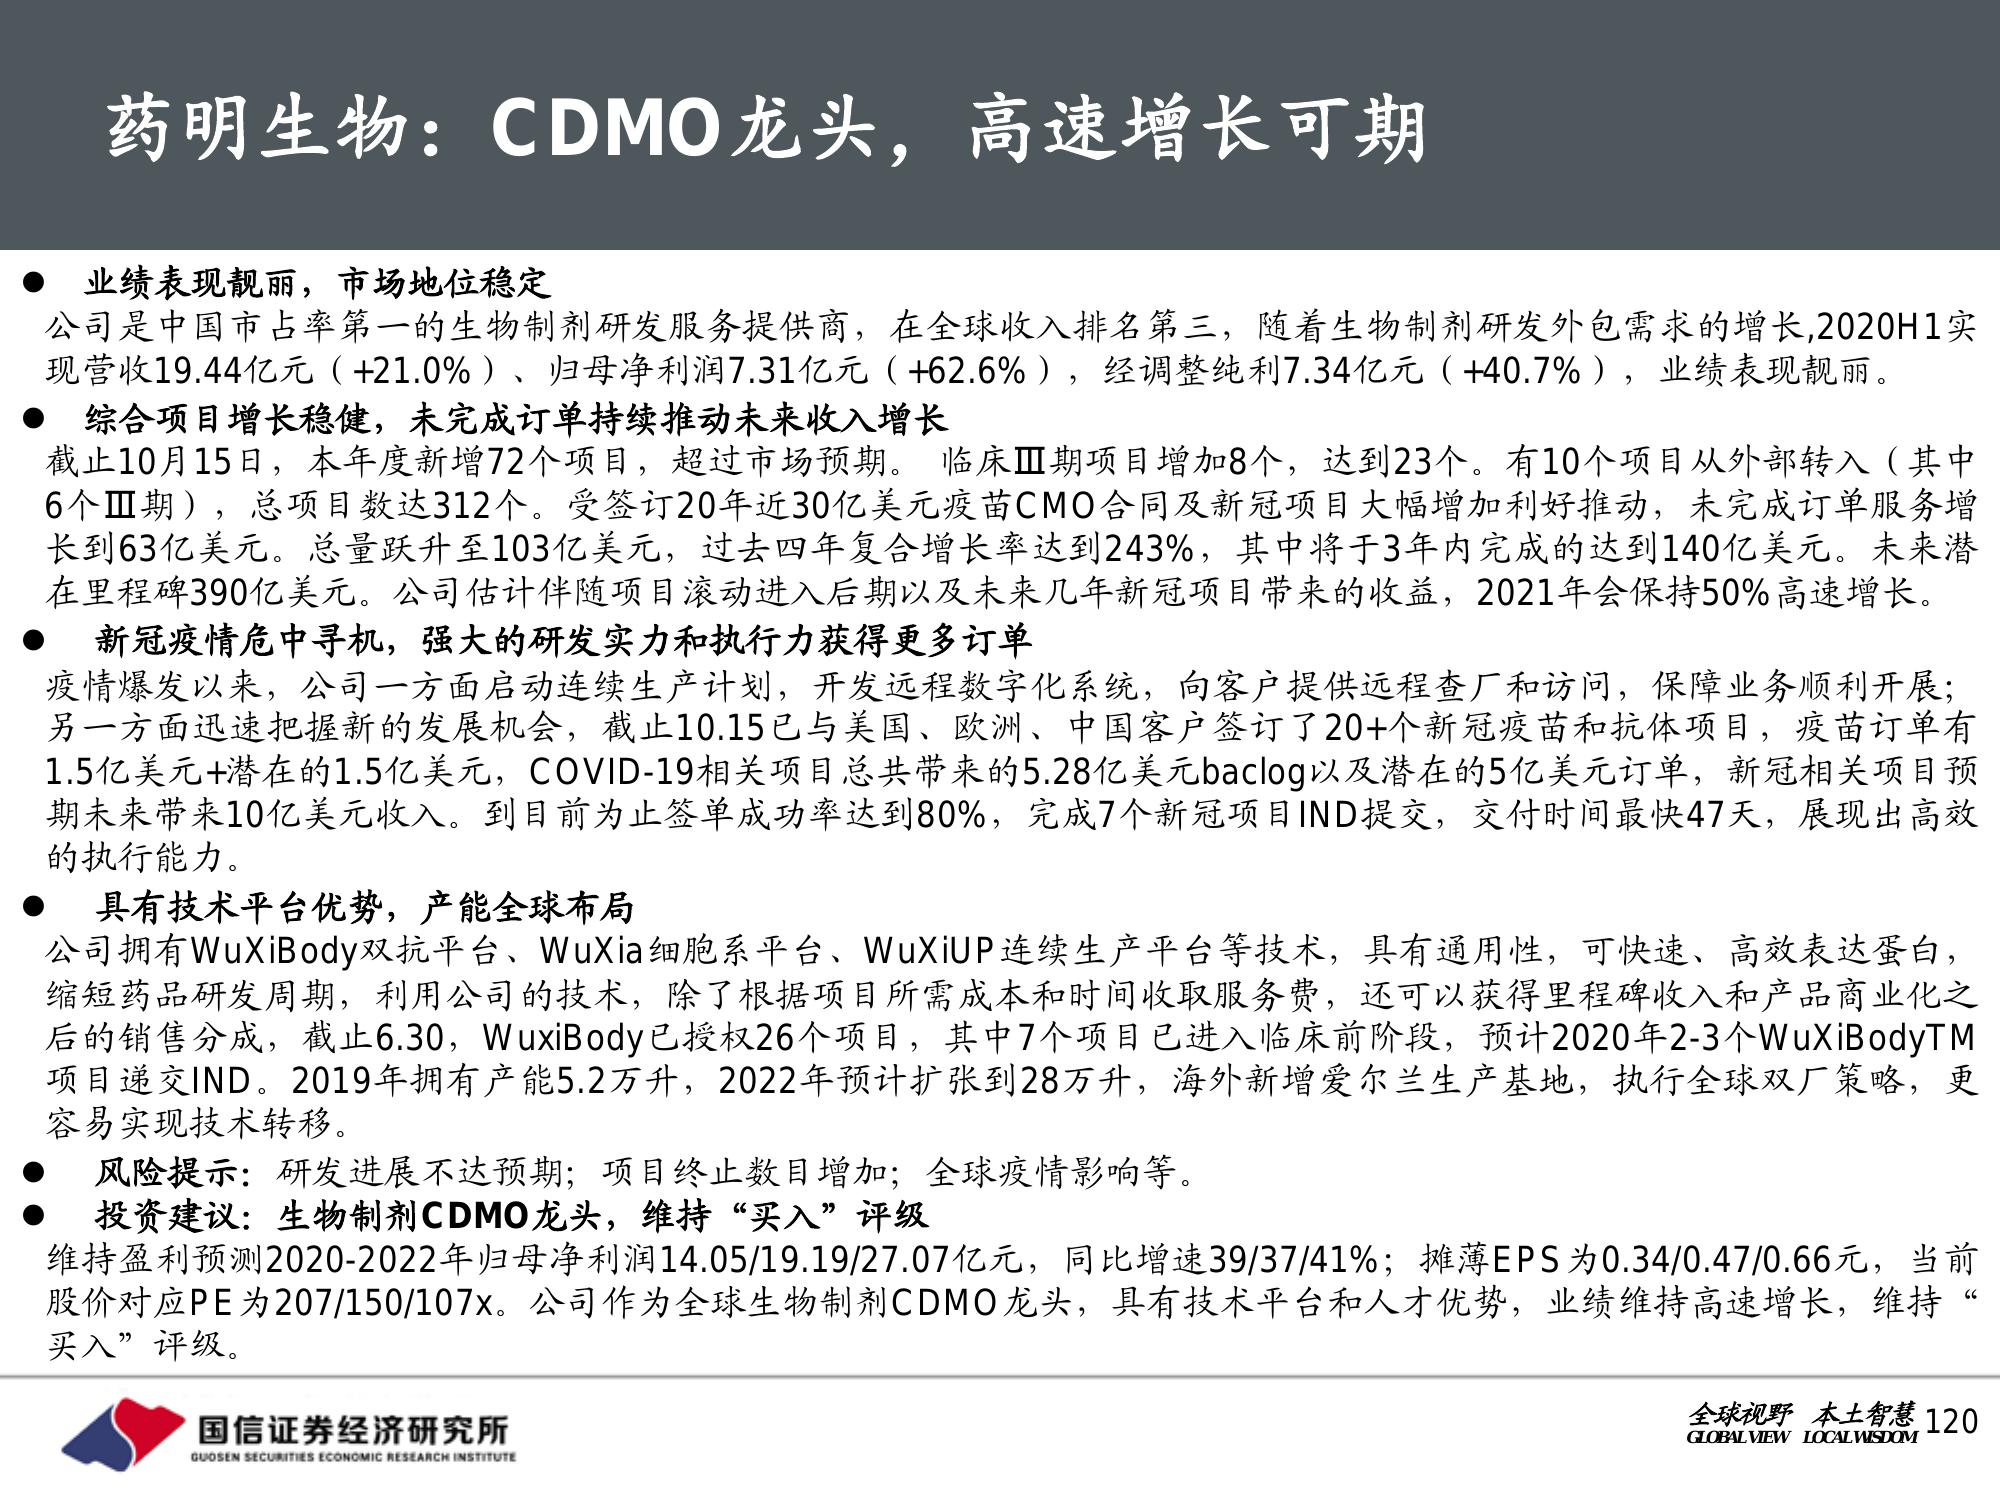 药明生物：CDMO龙头，高速增长可期
● 业绩表现靓丽，市场地位稳定
公司是中国市占率第一的生物制剂研发服务提供商，在全球收入排名第三，随着生物制剂研发外包需求的增长,2020H1实
现营收19.44亿元（+21.0%）、归母净利润7.31亿元（+62.6%），经调整纯利7.34亿元（+40.7%），业绩表现靓丽。
● 综合项目增长稳健，未完成订单持续推动未来收入增长
截止10月15日，本年度新增72个项目，超过市场预期。 临床Ⅲ期项目增加8个，达到23个。有10个项目从外部转入（其中
6个Ⅲ期），总项目数达312个。受签订20年近30亿美元疫苗CMO合同及新冠项目大幅增加利好推动，未完成订单服务增
长到63亿美元。总量跃升至103亿美元，过去四年复合增长率达到243%，其中将于3年内完成的达到140亿美元。未来潜
在里程碑390亿美元。公司估计伴随项目滚动进入后期以及未来几年新冠项目带来的收益，2021年会保持50%高速增长。
● 新冠疫情危中寻机，强大的研发实力和执行力获得更多订单
疫情爆发以来，公司一方面启动连续生产计划，开发远程数字化系统，向客户提供远程查厂和访问，保障业务顺利开展；
另一方面迅速把握新的发展机会，截止10.15已与美国、欧洲、中国客户签订了20+个新冠疫苗和抗体项目，疫苗订单有
1.5亿美元+潜在的1.5亿美元，COVID-19相关项目总共带来的5.28亿美元baclog以及潜在的5亿美元订单，新冠相关项目预
期未来带来10亿美元收入。到目前为止签单成功率达到80%，完成7个新冠项目IND提交，交付时间最快47天，展现出高效
的执行能力。
● 具有技术平台优势，产能全球布局
公司拥有WuXiBody双抗平台、WuXia细胞系平台、WuXiUP连续生产平台等技术，具有通用性，可快速、高效表达蛋白，
缩短药品研发周期，利用公司的技术，除了根据项目所需成本和时间收取服务费，还可以获得里程碑收入和产品商业化之
后的销售分成，截止6.30，WuxiBody已授权26个项目，其中7个项目已进入临床前阶段，预计2020年2-3个WuXiBodyTM
项目递交IND。2019年拥有产能5.2万升，2022年预计扩张到28万升，海外新增爱尔兰生产基地，执行全球双厂策略，更
容易实现技术转移。
● 风险提示：研发进展不达预期；项目终止数目增加；全球疫情影响等。
● 投资建议：生物制剂CDMO龙头，维持“买入”评级
维持盈利预测2020-2022年归母净利润14.05/19.19/27.07亿元，同比增速39/37/41%；摊薄EPS为0.34/0.47/0.66元，当前
股价对应PE为207/150/107x。公司作为全球生物制剂CDMO龙头，具有技术平台和人才优势，业绩维持高速增长，维持“
买入”评级。
国信证券经济研究所
GUOSEN SECURITIES ECONOMIC RESEARCH INSTITUTE
全球视野 本土智慧
GLOBAL VIEW LOCAL WISDOM
120